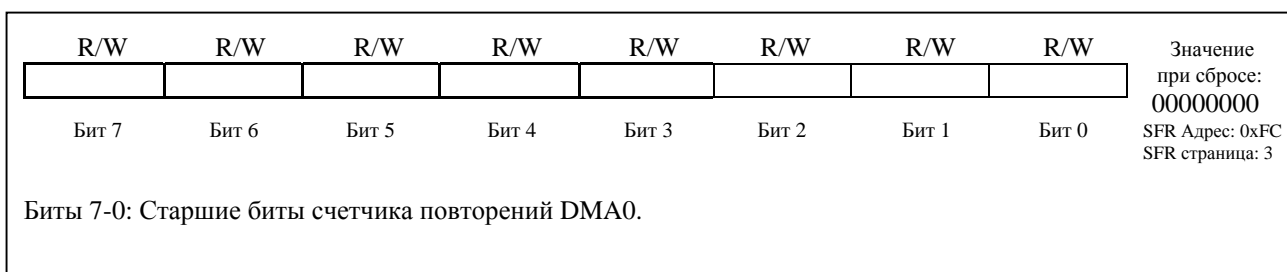 R/W R/W R/W R/W R/W R/W R/W R/W Значение
при сбросе:
00000000
Бит 7 Бит 6 Бит 5 Бит 4 Бит 3 Бит 2 Бит 1 Бит 0 SFR Адрес: 0xFC
SFR страница: 3
Биты 7-0: Старшие биты счетчика повторений DMA0.